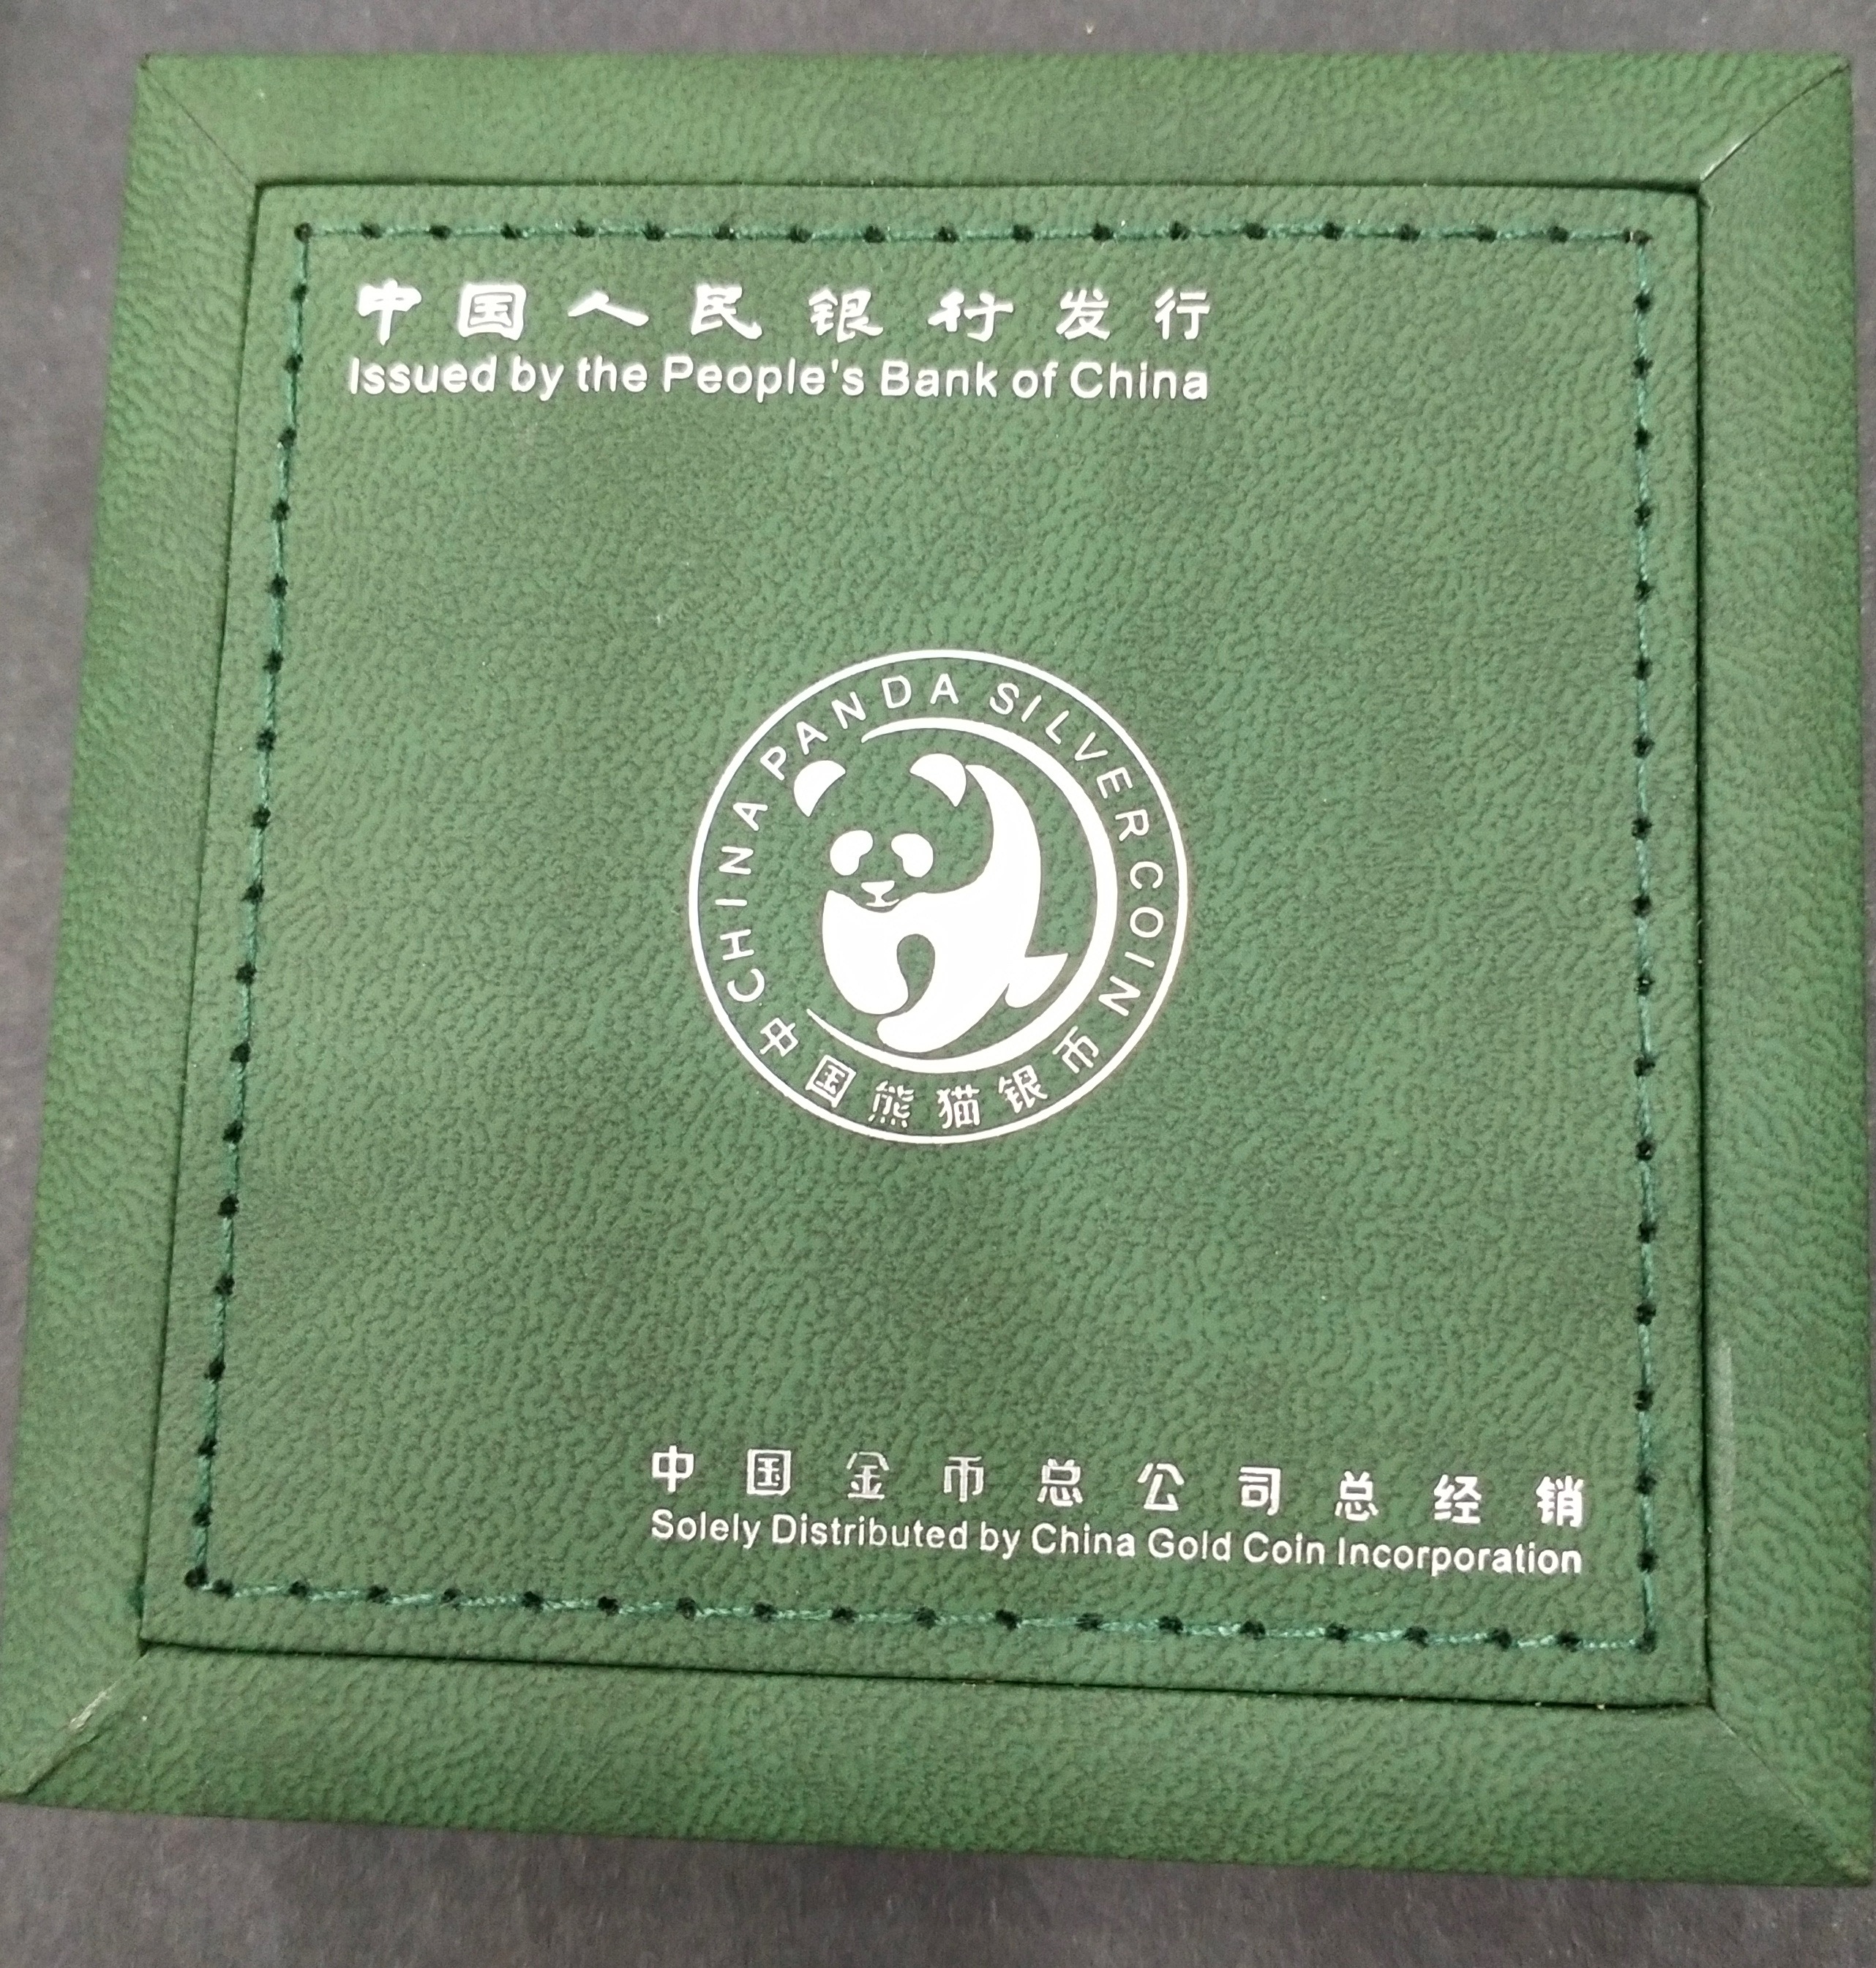 中国人民银行发行
Issued by the People's Bank of China
CHINA PANDA SILVER COIN
中国熊猫银币
中国金币总公司总经销
Solely Distributed by China Gold Coin Incorporation